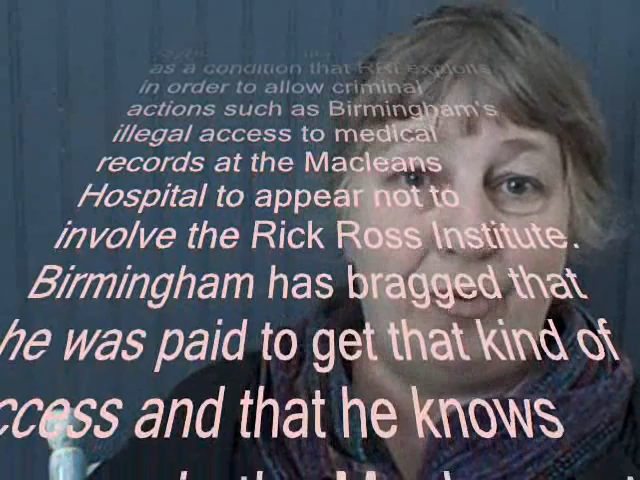 as a condition that RRI exploits
in order to allow criminal
actions such as Birmingham's
illegal access to medical
records at the Macleans
Hospital to appear not to
involve the Rick Ross Institute.
Birmingham has bragged that
he was paid to get that kind of
ccess and that he knows